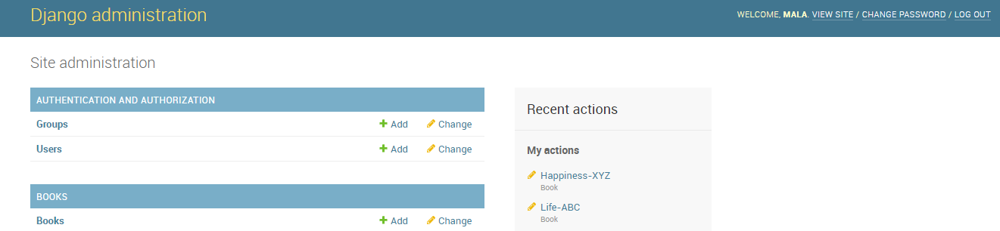 Django administration
WELCOME, MALA. VIEW SITE / CHANGE PASSWORD / LOG OUT
Site administration
AUTHENTICATION AND AUTHORIZATION
Groups Add Change
Users Add Change
BOOKS
Books Add Change
Recent actions
My actions
Happiness-XYZ
Book
Life-ABC
Book